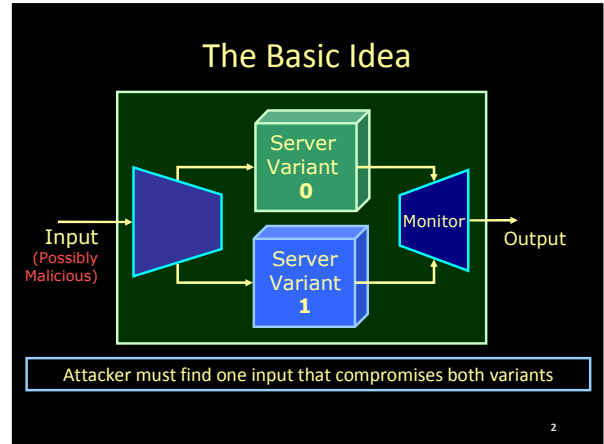 The Basic Idea
Server
Variant
0
Input
(Possibly
Malicious)
Monitor
Output
Server
Variant
1
Attacker must find one input that compromises both variants
2